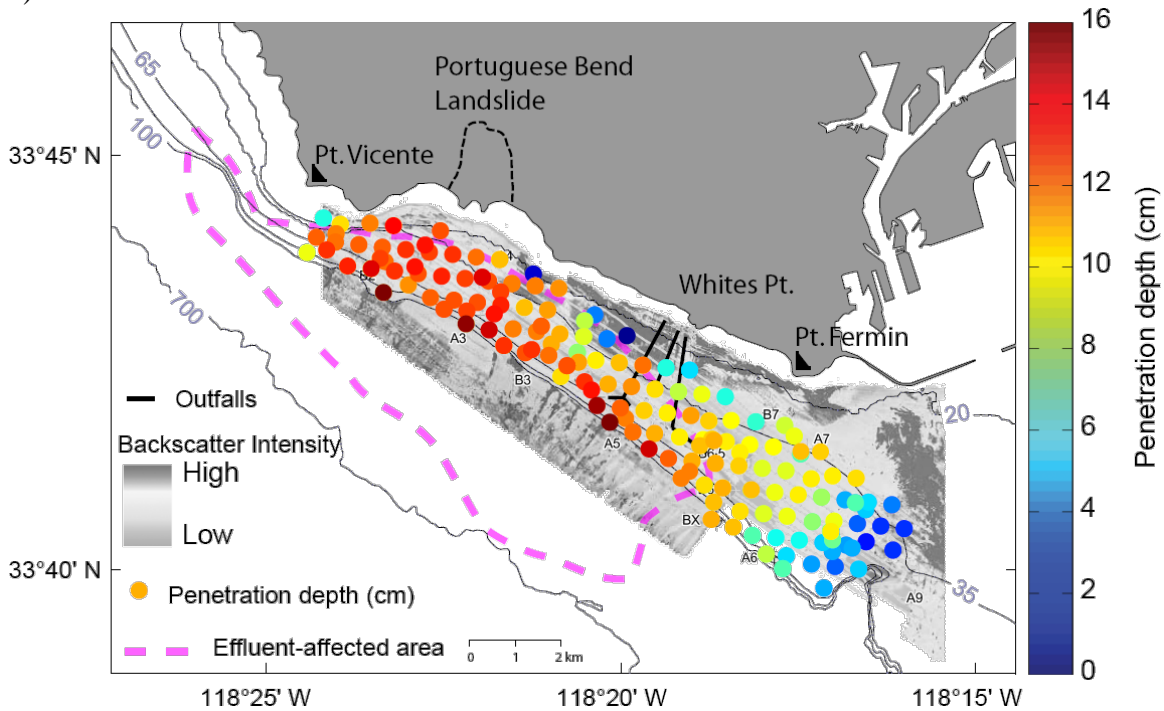 )
65
100
700
Portuguese Bend
Landslide
Pt. Vicente
Whites Pt.
Pt. Fermin
A3
B3
A5
BX
A6
B7
A7
A9
20
35
33°45' N
33°40' N
118°25' W
118°20' W
118°15' W
Outfalls
Backscatter Intensity
High
Low
Penetration depth (cm)
Effluent-affected area
0 1 2 km
16
14
12
10
8
6
4
2
0
Penetration depth (cm)